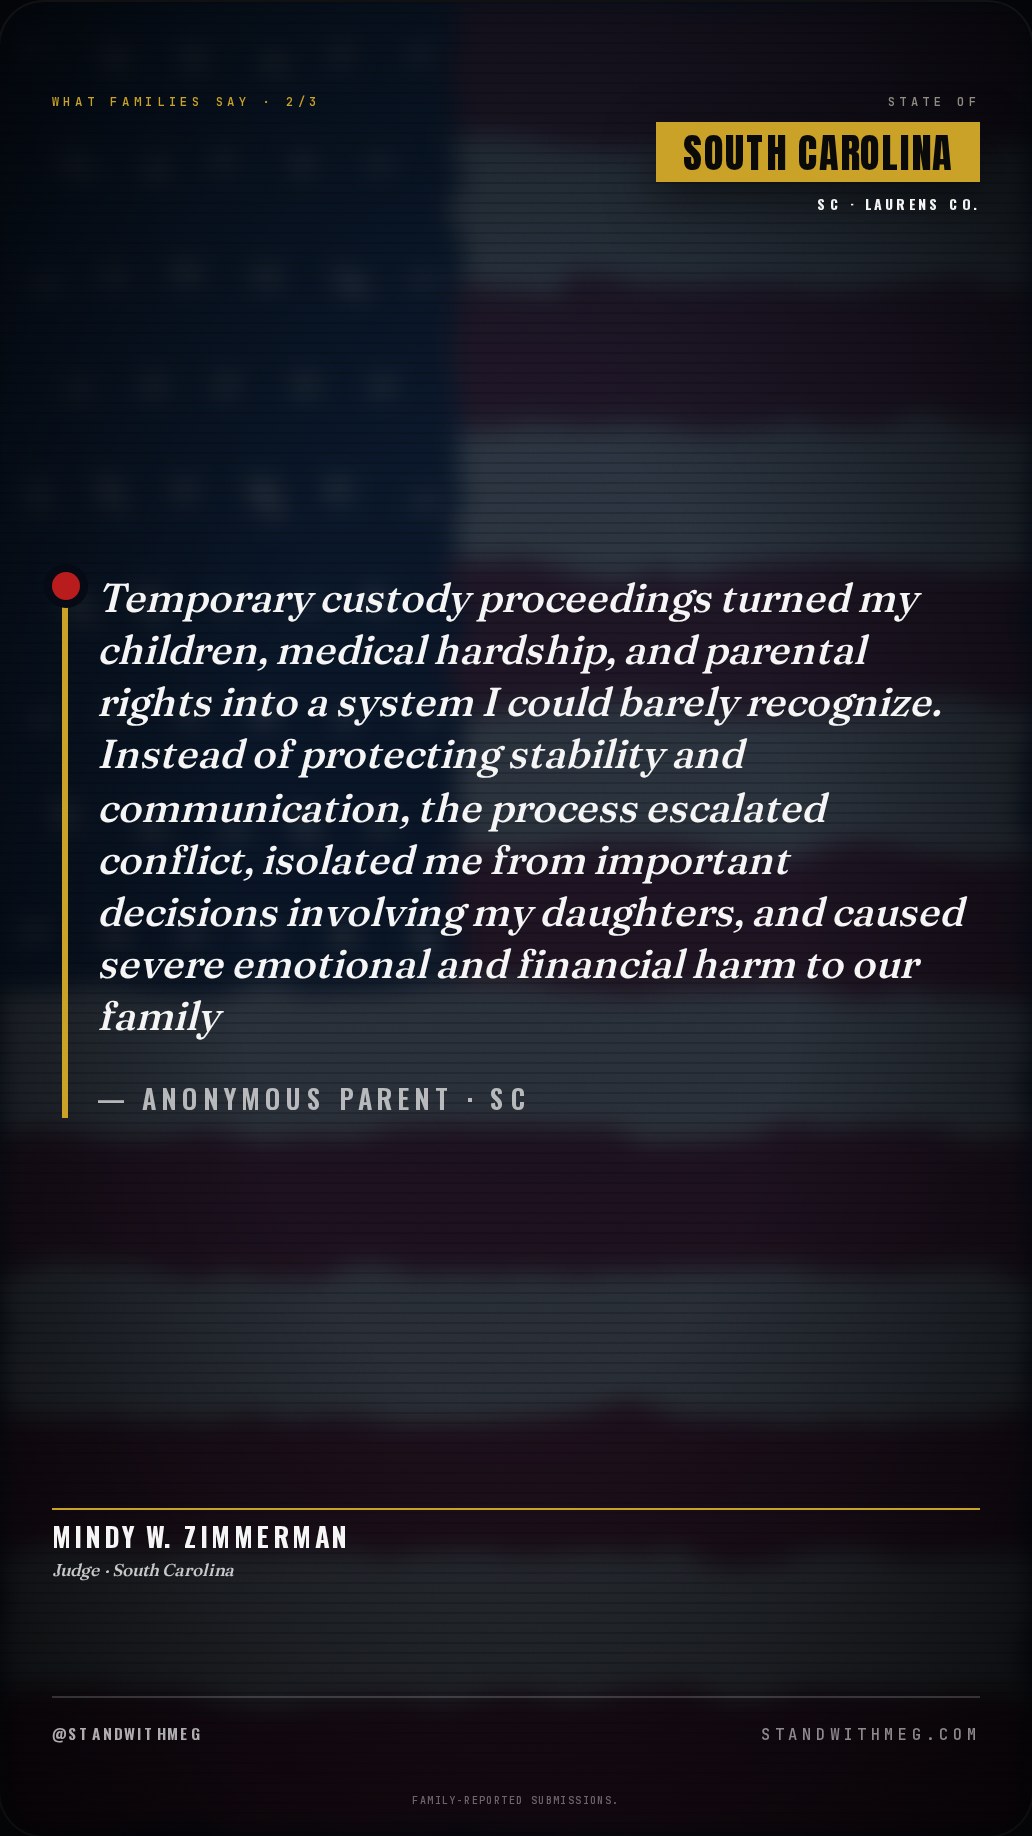 WHAT FAMILIES SAY · 2/3
STATE OF
SOUTH CAROLINA
SC · LAURENS CO.
Temporary custody proceedings turned my
children, medical hardship, and parental
rights into a system I could barely recognize.
Instead of protecting stability and
communication, the process escalated
conflict, isolated me from important
decisions involving my daughters, and caused
severe emotional and financial harm to our
family
— ANONYMOUS PARENT · SC
MINDY W. ZIMMERMAN
Judge · South Carolina
@STANDWITHMEG
STANDWITHMEG.COM
FAMILY-REPORTED SUBMISSIONS.